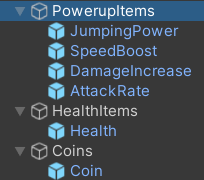 PowerupItems
JumpingPower
SpeedBoost
DamageIncrease
AttackRate
HealthItems
Health
Coins
Coin